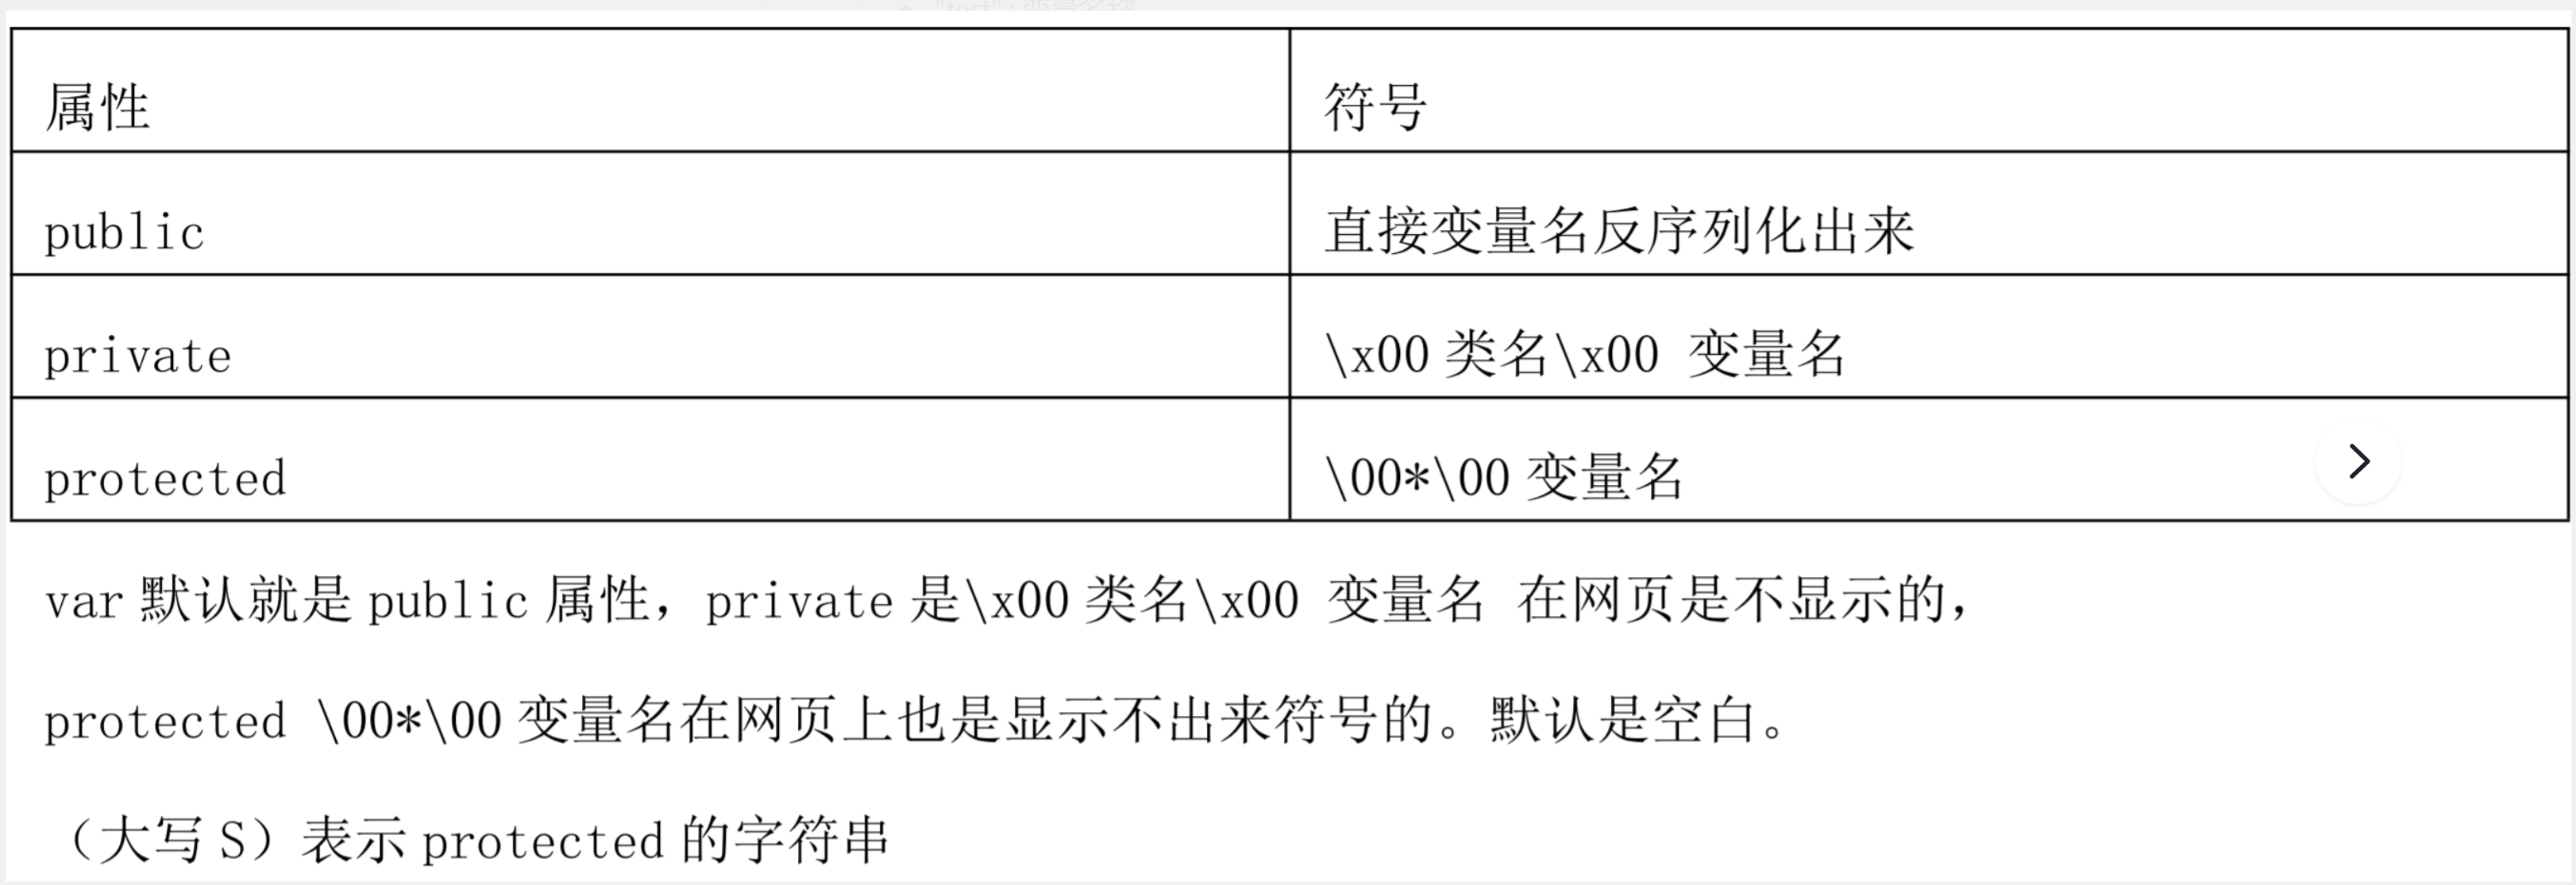 属性 符号
public 直接变量名反序列化出来
private \x00 类名\x00 变量名
protected \00*\00 变量名
var 默认就是 public 属性，private 是\x00 类名\x00 变量名 在网页是不显示的，
protected \00*\00 变量名在网页上也是显示不出来符号的。默认是空白。
（大写 S）表示 protected 的字符串